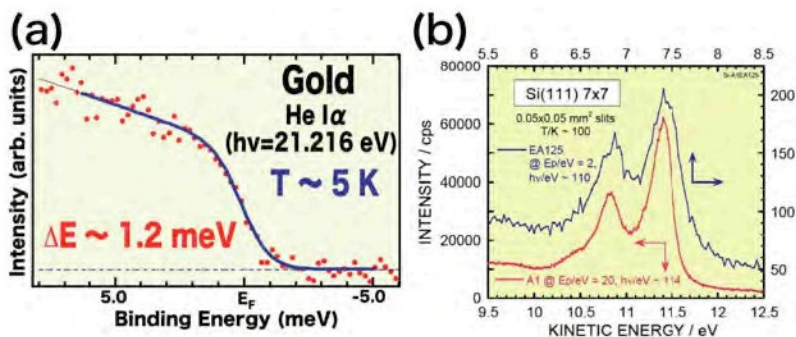 (a)
Gold
He Iα
(hν=21.216 eV)
T ~ 5 K
ΔE ~ 1.2 meV
Intensity (arb. units)
5.0
E_F
-5.0
Binding Energy (meV)
(b)
5.5 6 6.5 7 7.5 8 8.5
80000
60000
40000
20000
0
INTENSITY / cps
Si(111) 7x7
0.05x0.05 mm² slits
T/K ~ 100
EA125
@ Ep/eV = 2,
hν/eV ~ 110
A1 @ Ep/eV = 20, hν/eV ~ 114
200
150
100
50
9.5 10 10.5 11 11.5 12 12.5
KINETIC ENERGY / eV